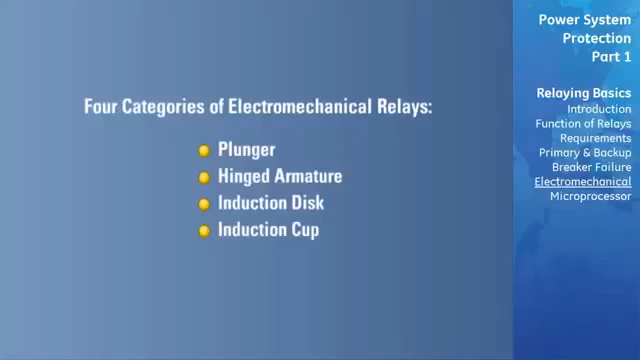 Four Categories of Electromechanical Relays:
Plunger
Hinged Armature
Induction Disk
Induction Cup
Power System
Protection
Part 1
Relaying Basics
Introduction
Function of Relays
Requirements
Primary & Backup
Breaker Failure
Electromechanical
Microprocessor